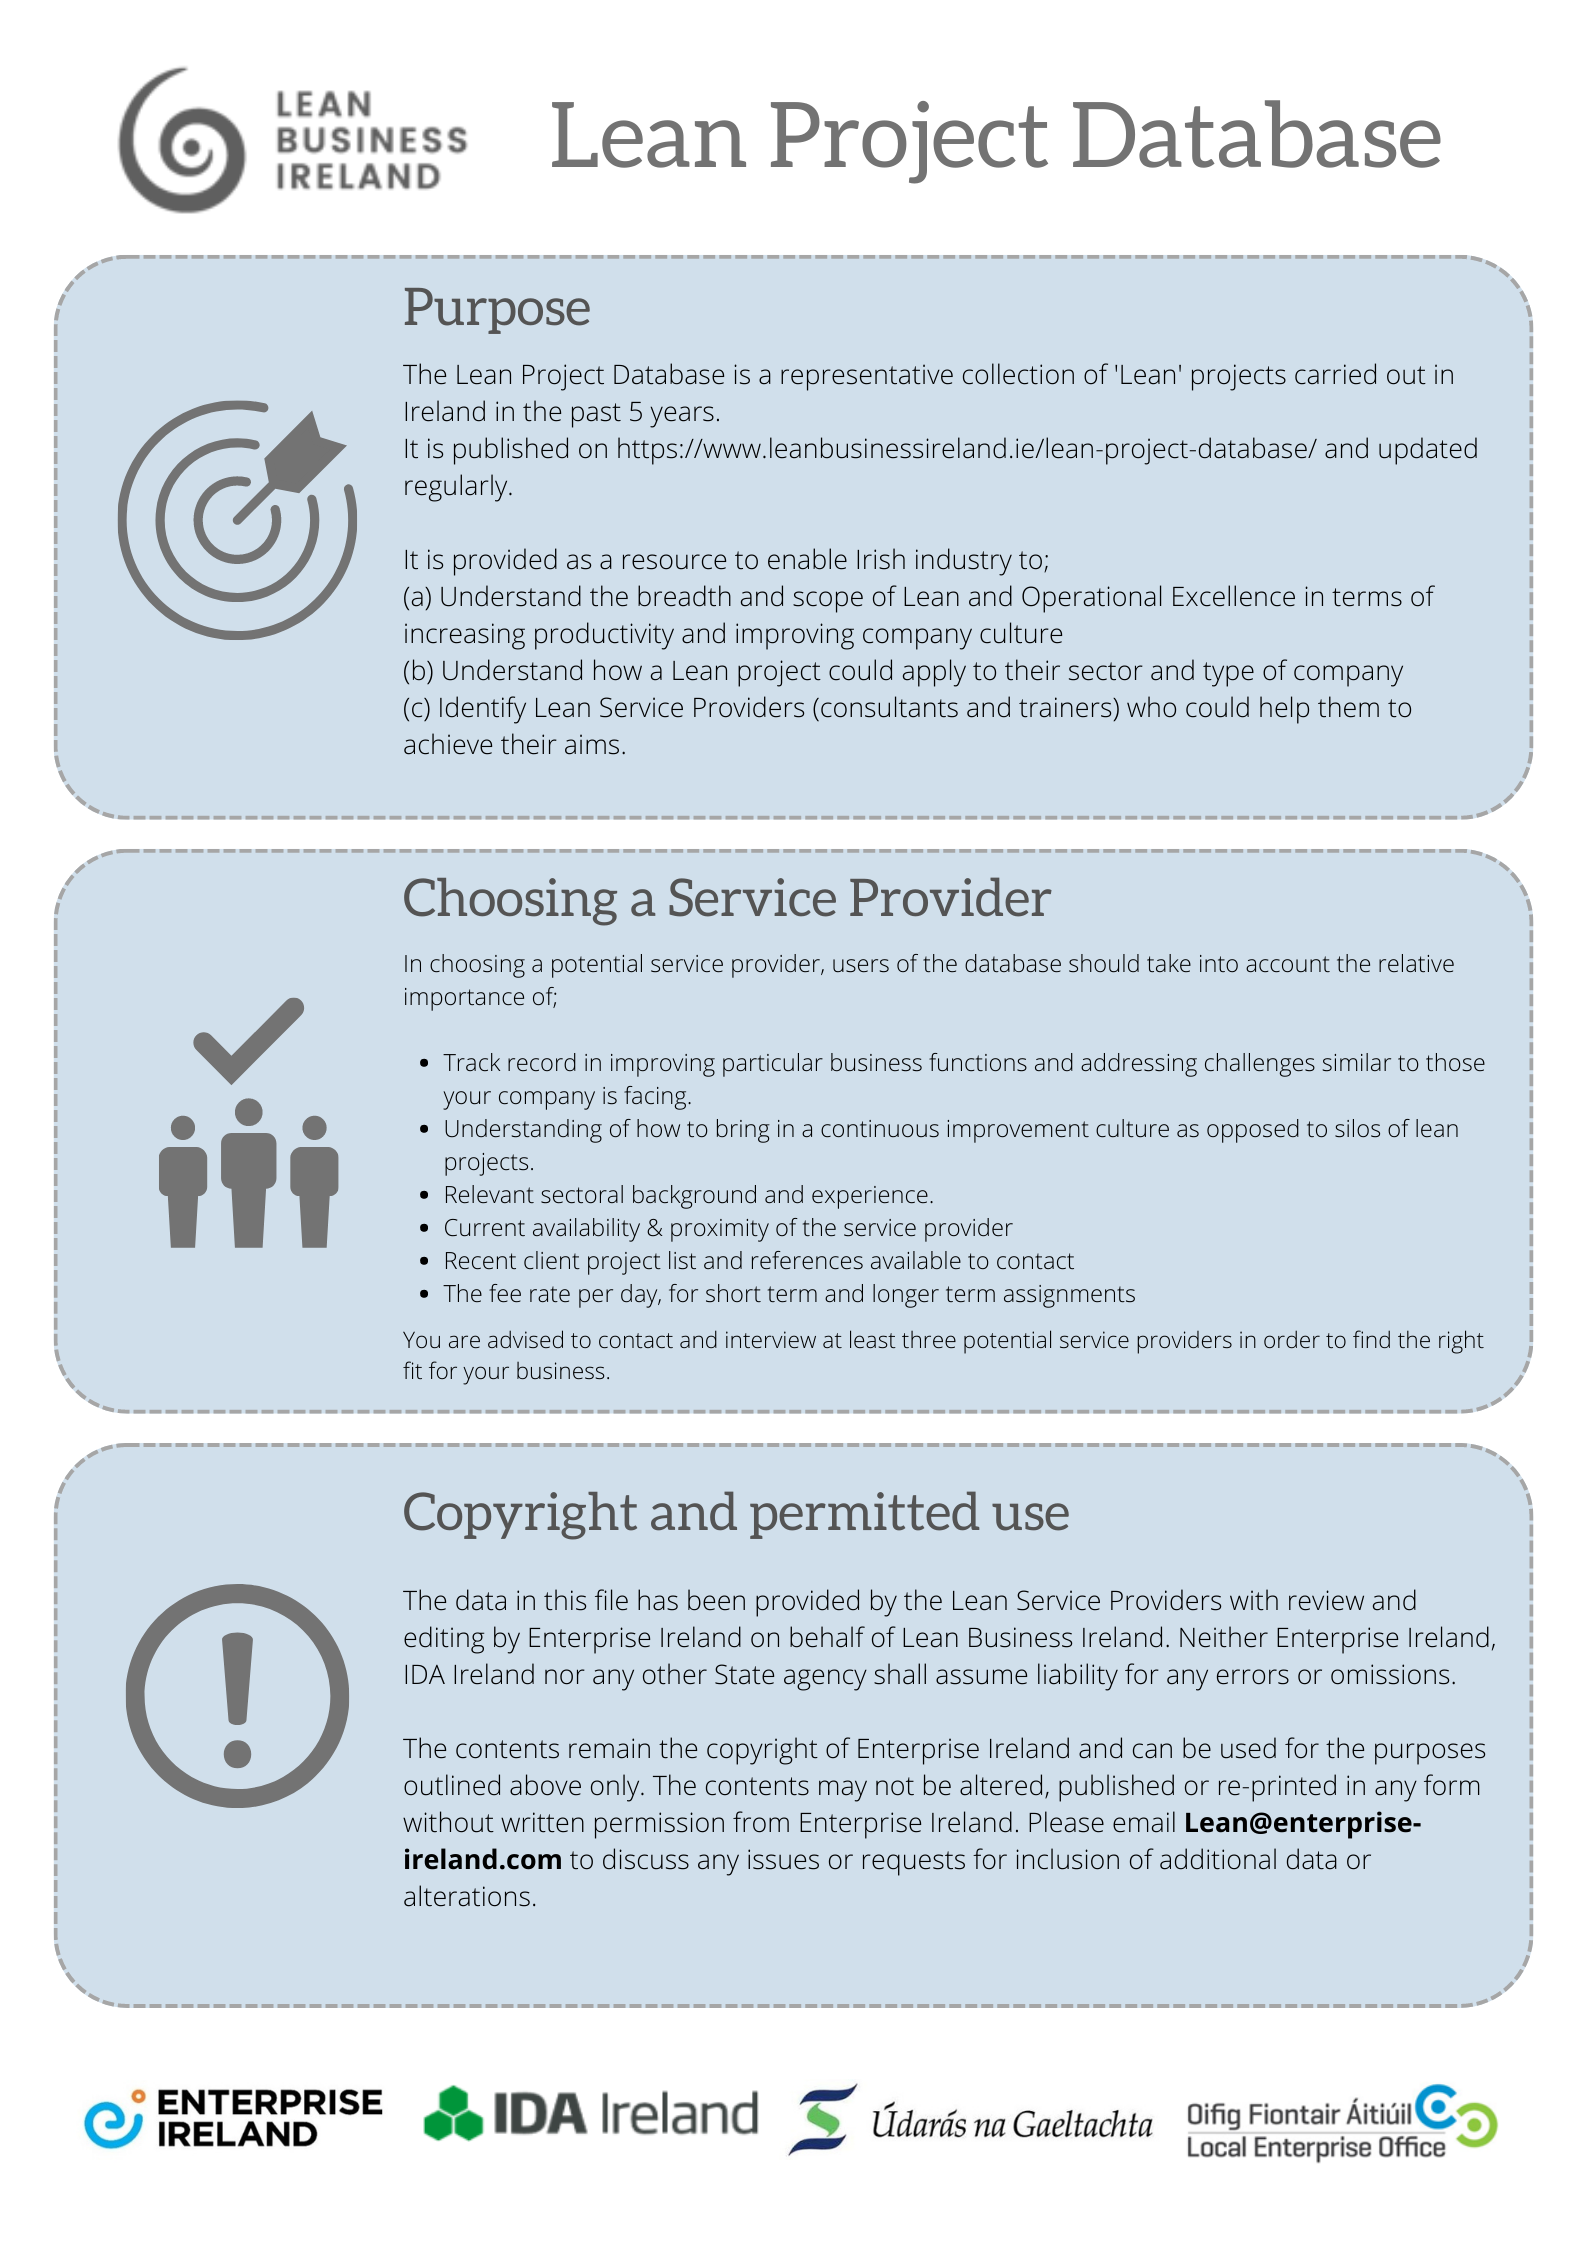 LEAN
BUSINESS
IRELAND
Lean Project Database
Purpose
The Lean Project Database is a representative collection of 'Lean' projects carried out in
Ireland in the past 5 years.
It is published on https://www.leanbusinessireland.ie/lean-project-database/ and updated
regularly.
It is provided as a resource to enable Irish industry to;
(a) Understand the breadth and scope of Lean and Operational Excellence in terms of
increasing productivity and improving company culture
(b) Understand how a Lean project could apply to their sector and type of company
(c) Identify Lean Service Providers (consultants and trainers) who could help them to
achieve their aims.
Choosing a Service Provider
In choosing a potential service provider, users of the database should take into account the relative
importance of;
• Track record in improving particular business functions and addressing challenges similar to those
your company is facing.
• Understanding of how to bring in a continuous improvement culture as opposed to silos of lean
projects.
• Relevant sectoral background and experience.
• Current availability & proximity of the service provider
• Recent client project list and references available to contact
• The fee rate per day, for short term and longer term assignments
You are advised to contact and interview at least three potential service providers in order to find the right
fit for your business.
Copyright and permitted use
The data in this file has been provided by the Lean Service Providers with review and
editing by Enterprise Ireland on behalf of Lean Business Ireland. Neither Enterprise Ireland,
IDA Ireland nor any other State agency shall assume liability for any errors or omissions.
The contents remain the copyright of Enterprise Ireland and can be used for the purposes
outlined above only. The contents may not be altered, published or re-printed in any form
without written permission from Enterprise Ireland. Please email Lean@enterprise-
ireland.com to discuss any issues or requests for inclusion of additional data or
alterations.
ENTERPRISE
IRELAND
IDA Ireland
Údarás na Gaeltachta
Oifig Fiontair Áitiúil
Local Enterprise Office